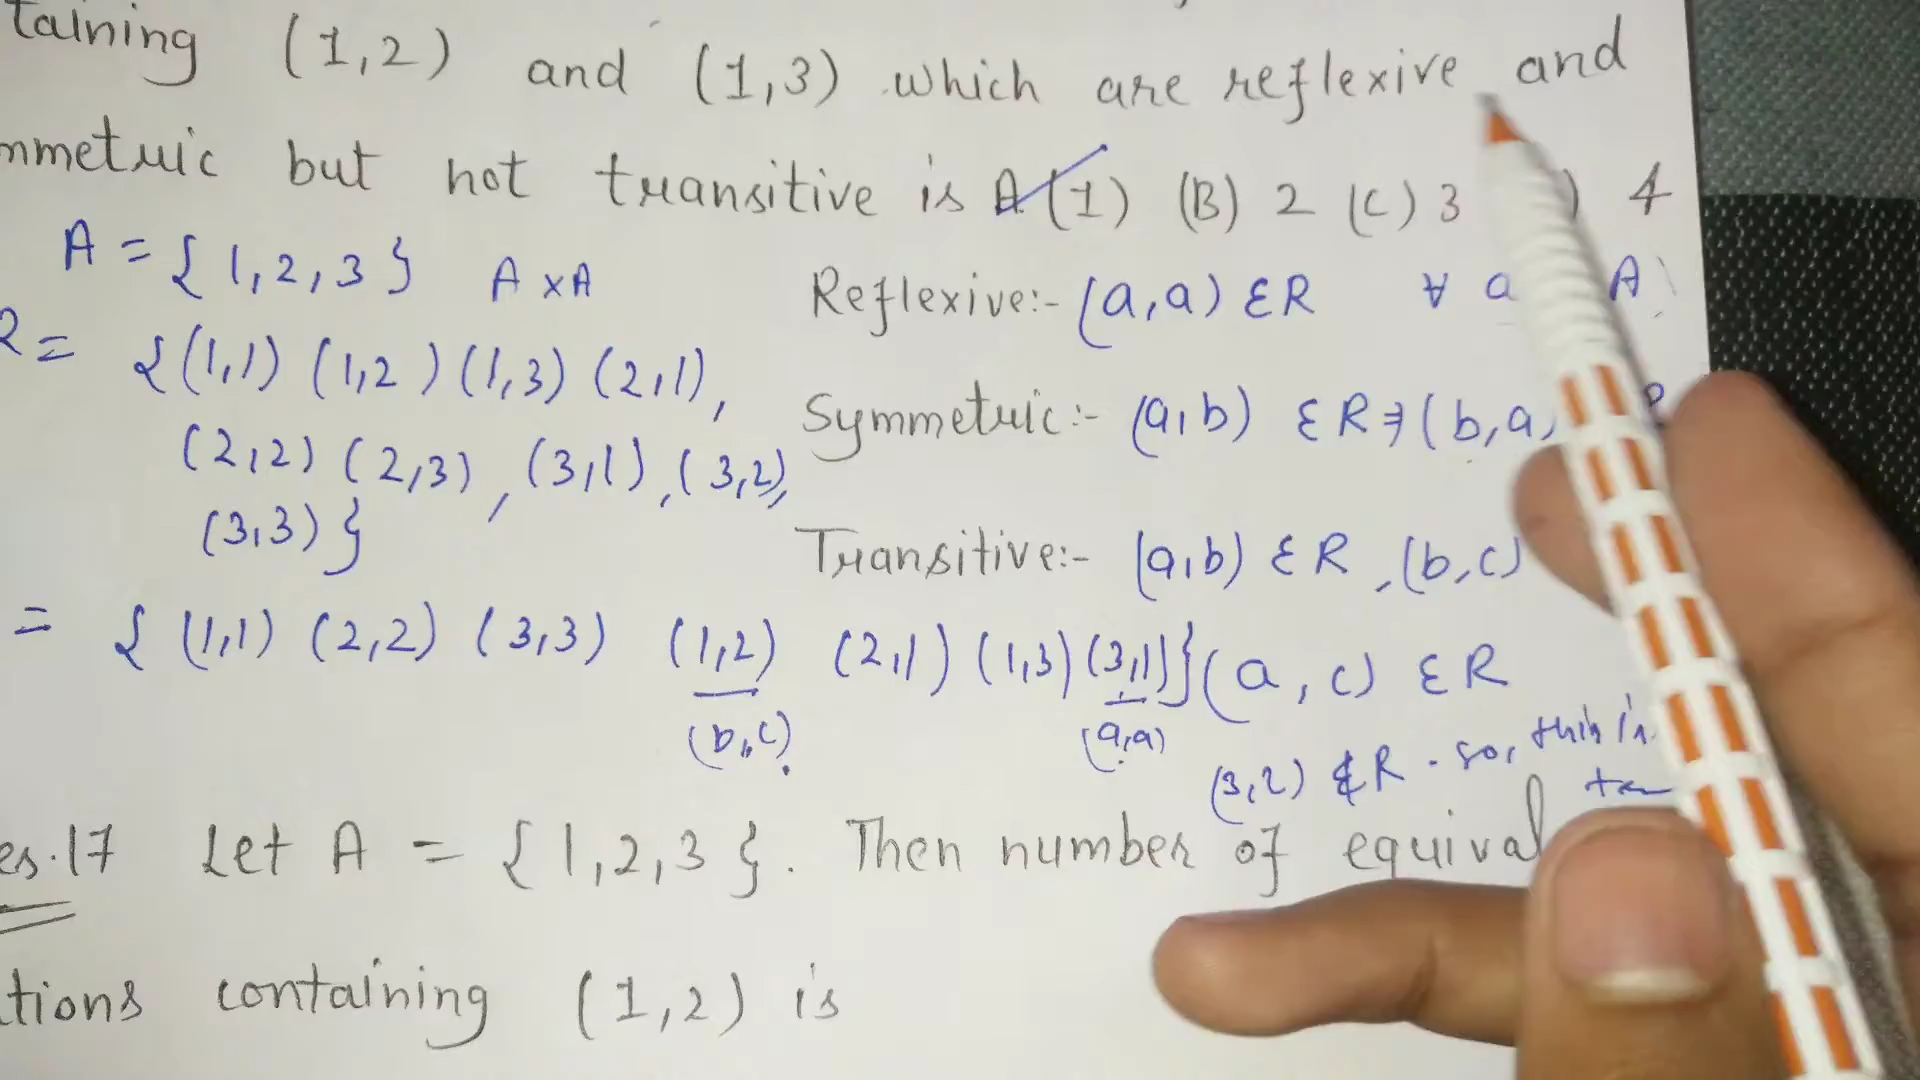 taining (1,2) and (1,3) which are reflexive and
mmetric but not transitive is A (1) (B) 2 (C) 3 ) 4
A = {1,2,3} A x A
Reflexive:- (a,a) ƐR ∀ a A
R = {(1,1) (1,2) (1,3) (2,1),
(2,2) (2,3), (3,1), (3,2),
(3,3)}
Symmetric:- (a,b) Ɛ R ∌ (b,a,
Transitive:- (a,b) Ɛ R, (b,c)
= { (1,1) (2,2) (3,3) (1,2) (2,1) (1,3) (3,1)} (a, c) Ɛ R
(b,c). (a,a)
(3,2) ∉ R . so, this
es.17 Let A = {1,2,3}. Then number of equival
tions containing (1,2) is